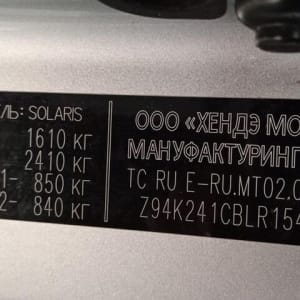 ЛЬ: SOLARIS
1610 КГ
2410 КГ
1- 850 КГ
2- 840 КГ
ООО «ХЕНДЭ МО
МАНУФАКТУРИНГ
ТС RU E-RU.MT02.0
Z94K241CBLR154